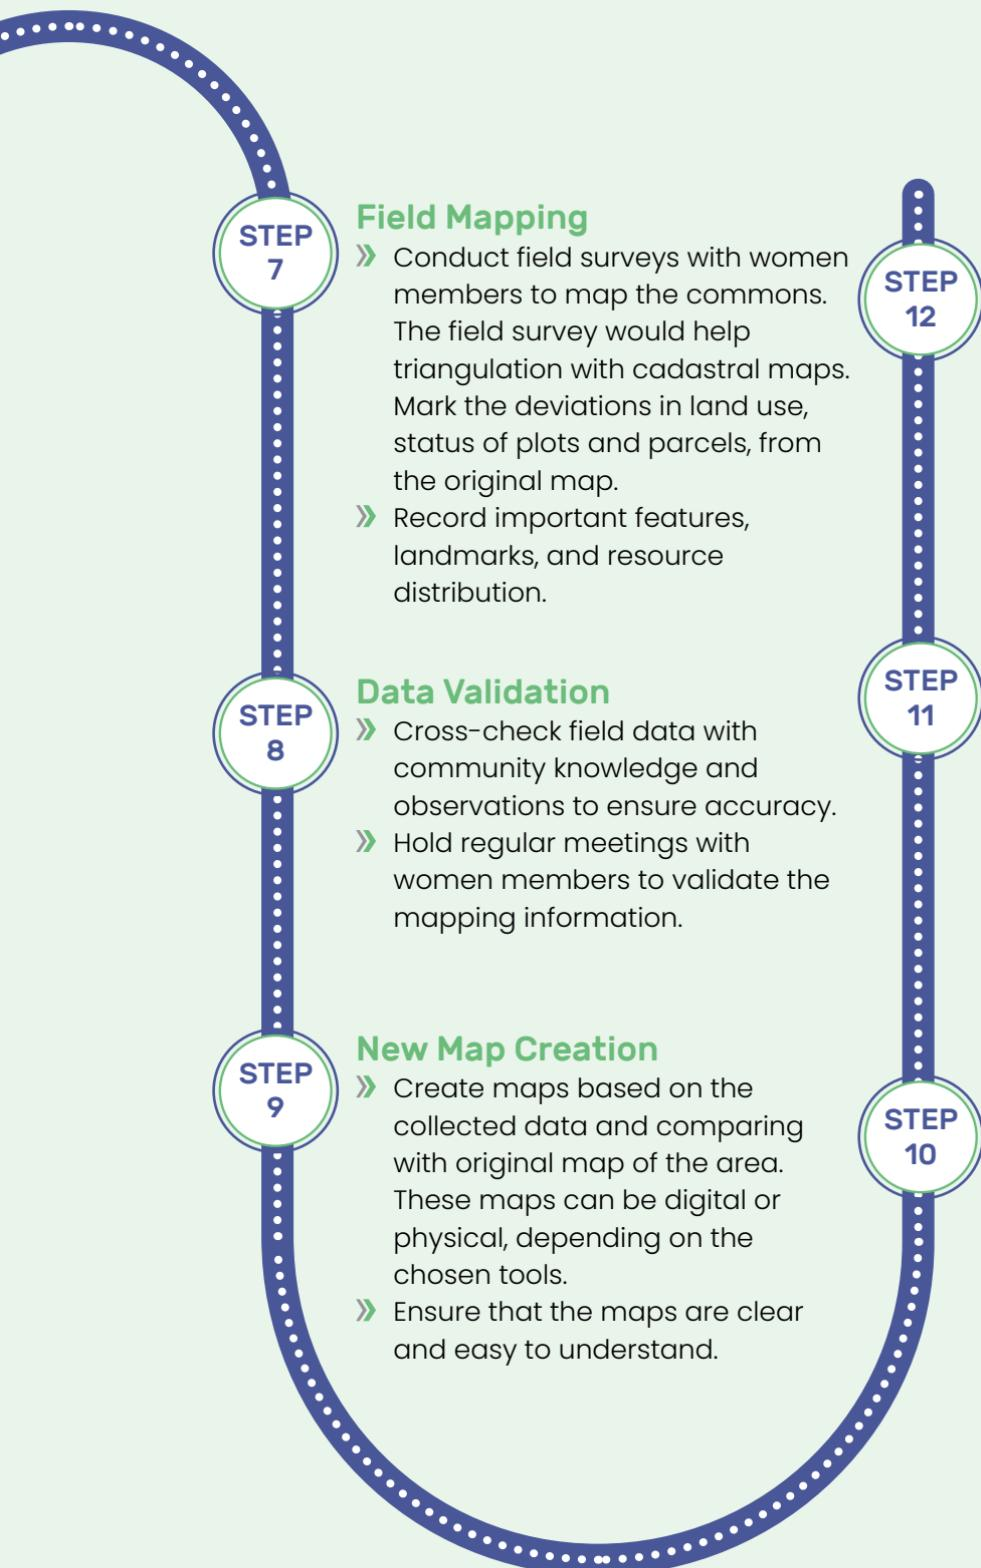 STEP
7
Field Mapping
Conduct field surveys with women
members to map the commons.
The field survey would help
triangulation with cadastral maps.
Mark the deviations in land use,
status of plots and parcels, from
the original map.
Record important features,
landmarks, and resource
distribution.
STEP
8
Data Validation
Cross-check field data with
community knowledge and
observations to ensure accuracy.
Hold regular meetings with
women members to validate the
mapping information.
STEP
9
New Map Creation
Create maps based on the
collected data and comparing
with original map of the area.
These maps can be digital or
physical, depending on the
chosen tools.
Ensure that the maps are clear
and easy to understand.
STEP
10
STEP
11
STEP
12